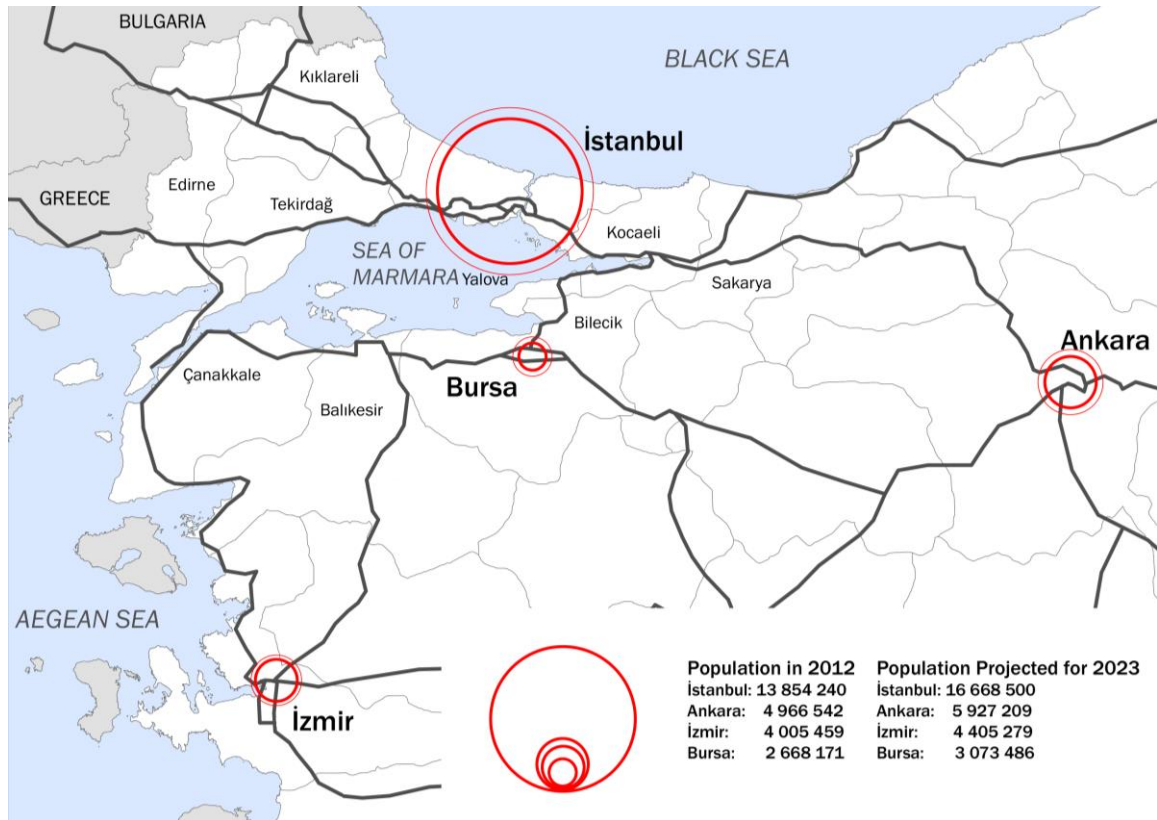 BULGARIA
BLACK SEA
Kıklareli
İstanbul
Edirne
GREECE
Tekirdağ
Kocaeli
SEA OF
MARMARA
Yalova
Sakarya
Bilecik
Ankara
Çanakkale
Bursa
Balıkesir
AEGEAN SEA
İzmir
Population in 2012 Population Projected for 2023
İstanbul: 13 854 240 İstanbul: 16 668 500
Ankara: 4 966 542 Ankara: 5 927 209
İzmir: 4 005 459 İzmir: 4 405 279
Bursa: 2 668 171 Bursa: 3 073 486